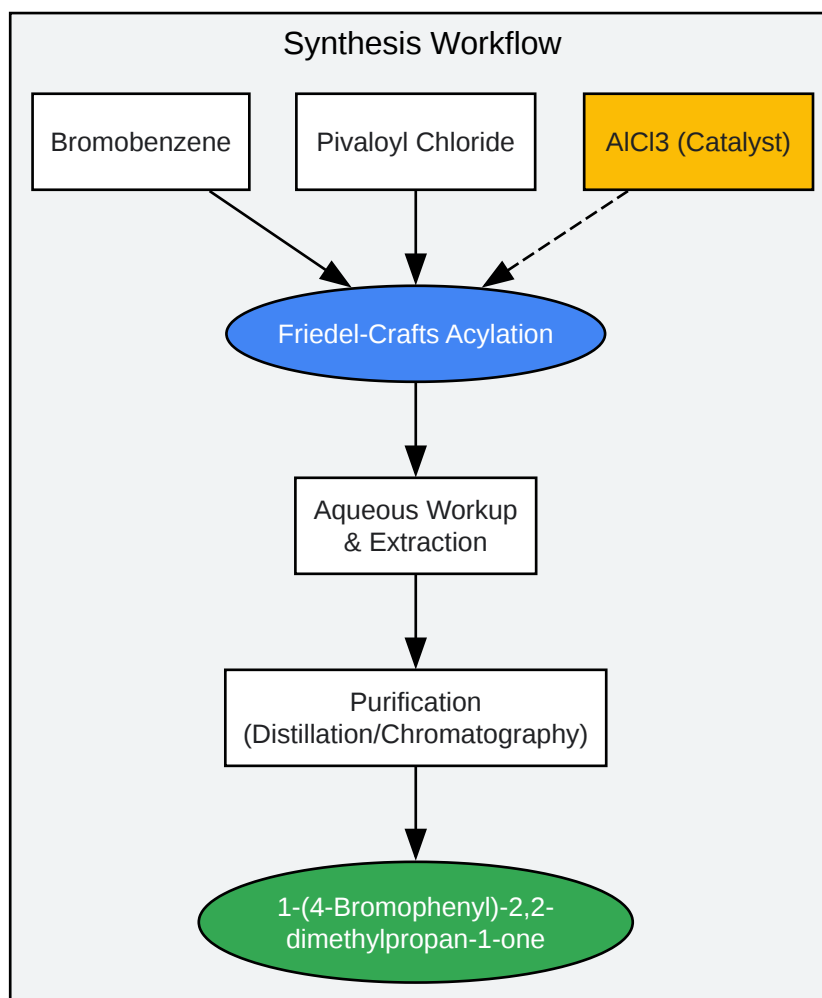 Synthesis Workflow
Bromobenzene
Pivaloyl Chloride
AlCl3 (Catalyst)
Friedel-Crafts Acylation
Aqueous Workup
& Extraction
Purification
(Distillation/Chromatography)
1-(4-Bromophenyl)-2,2-
dimethylpropan-1-one